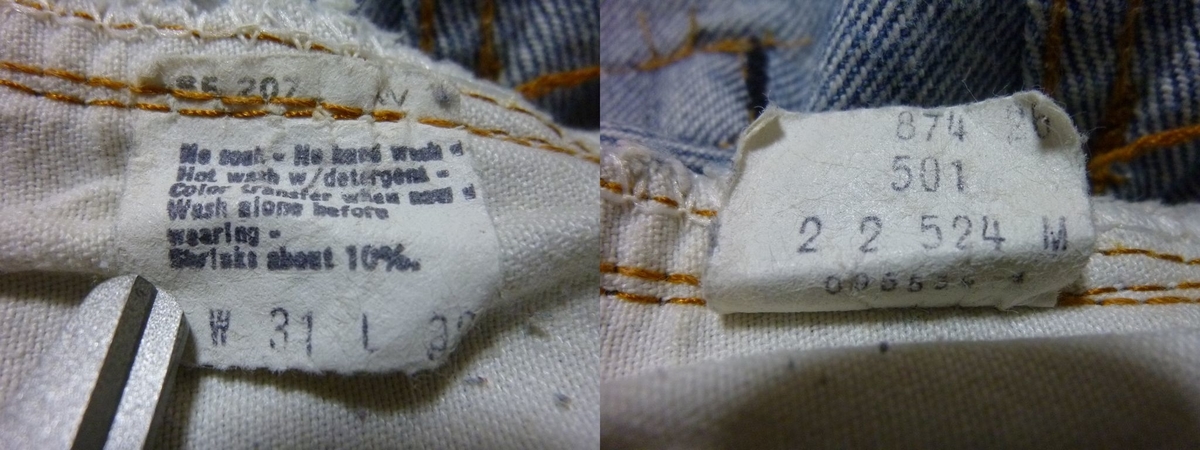 207
No soak - No hard wash -
Hot wash w/detergent -
Color transfer when new -
Wash alone before
wearing -
Shrinks about 10%.
W 31 L
874
501
2 2 524 M